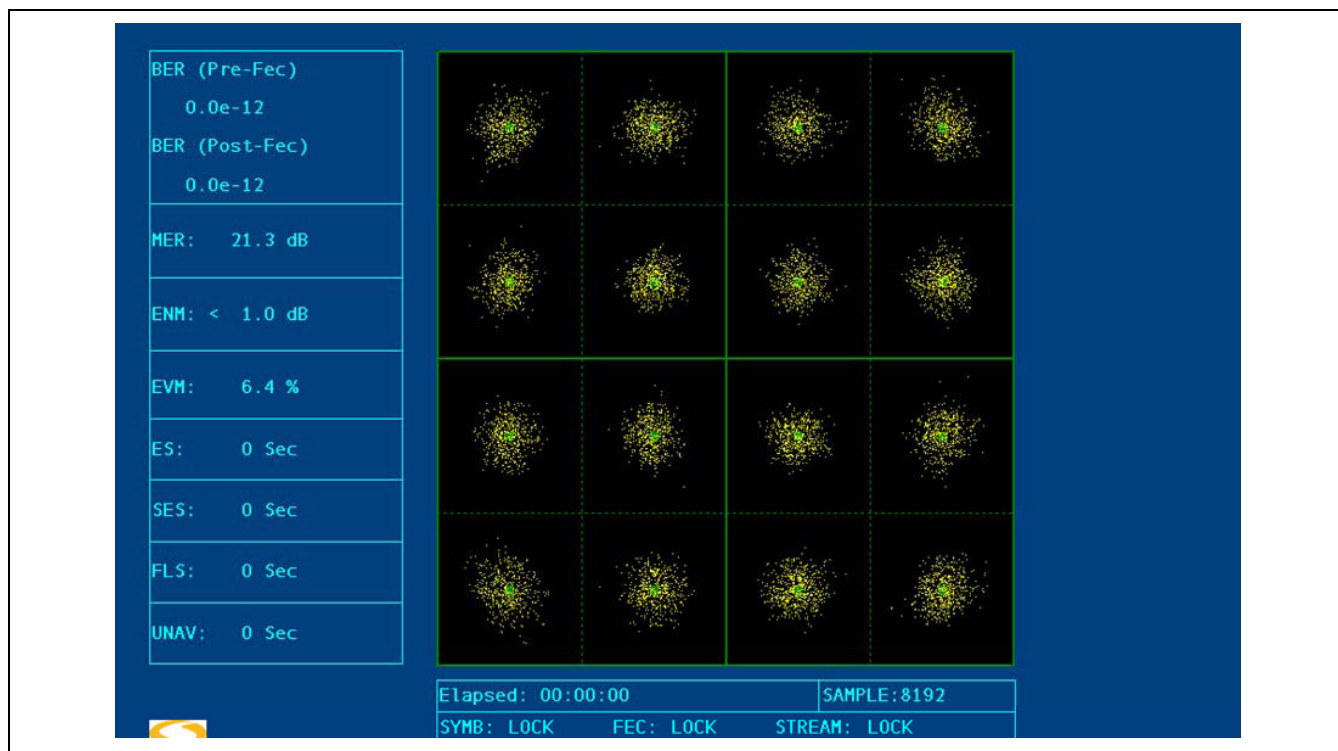 BER (Pre-Fec)
0.0e-12
BER (Post-Fec)
0.0e-12
MER: 21.3 dB
ENM: < 1.0 dB
EVM: 6.4 %
ES: 0 Sec
SES: 0 Sec
FLS: 0 Sec
UNAV: 0 Sec
Elapsed: 00:00:00 SAMPLE:8192
SYMB: LOCK FEC: LOCK STREAM: LOCK